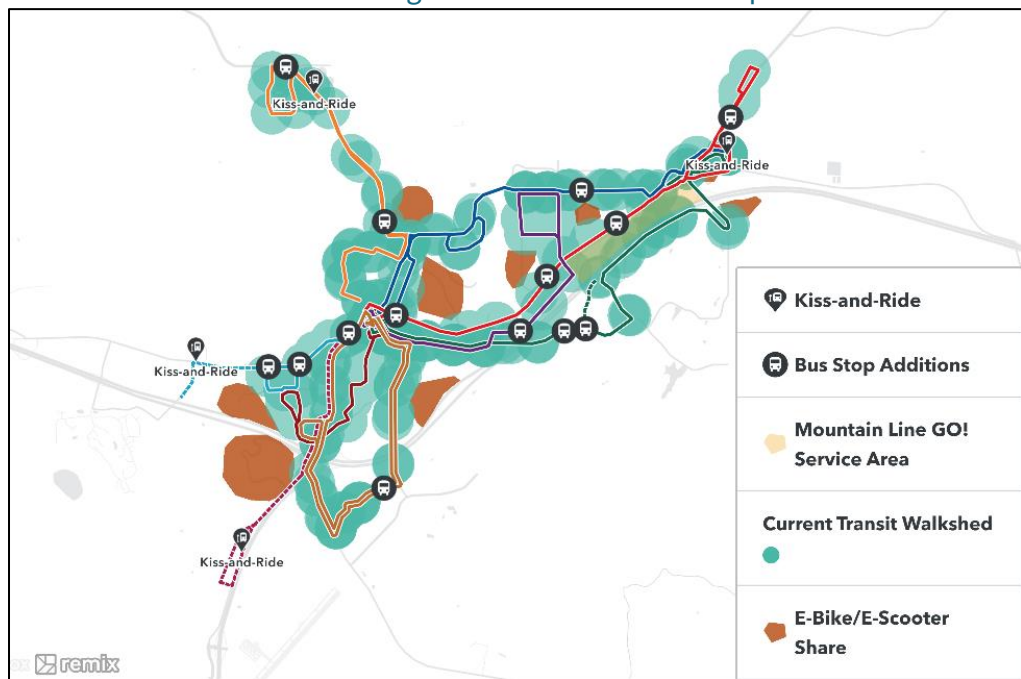 Kiss-and-Ride
Kiss-and-Ride
Kiss-and-Ride
Kiss-and-Ride
Kiss-and-Ride
Bus Stop Additions
Mountain Line GO!
Service Area
Current Transit Walkshed
E-Bike/E-Scooter
Share
remix